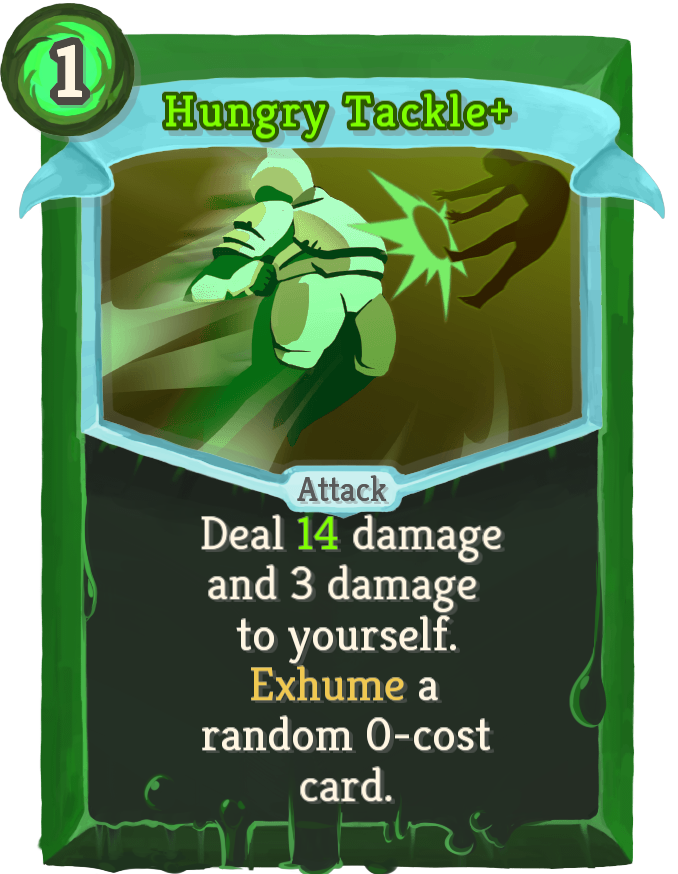 1
Hungry Tackle+
Attack
Deal 14 damage
and 3 damage
to yourself.
Exhume a
random 0-cost
card.